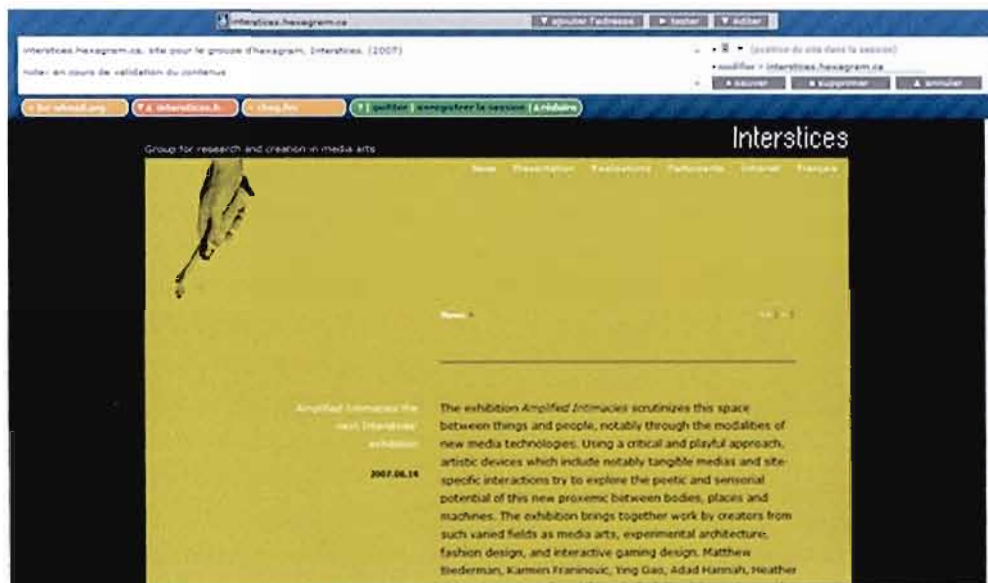 interstices.hexagram.ca
▼ ajouter l'adresse
► tester
▼ éditer
interstices.hexagram.ca, site pour le groupe d'hexagram, Interstices. (2007)
note: en cours de validation du contenus
(position du site dans la session)
modifier > interstices.hexagram.ca
sauver
supprimer
▲ annuler
interstices.h
quitter | enregistrer la session | ▲ réduire
Interstices
Group for research and creation in media arts
News Presentation Realisations Participants Intranet Français
News
Amplified Intimacies the
next Interstices'
exhibition
2007.06.14
The exhibition Amplified Intimacies scrutinizes this space
between things and people, notably through the modalities of
new media technologies. Using a critical and playful approach,
artistic devices which include notably tangible medias and site-
specific interactions try to explore the poetic and sensorial
potential of this new proxemic between bodies, places and
machines. The exhibition brings together work by creators from
such varied fields as media arts, experimental architecture,
fashion design, and interactive gaming design. Matthew
Biederman, Karmen Franinovic, Ying Gao, Adad Hannah, Heather